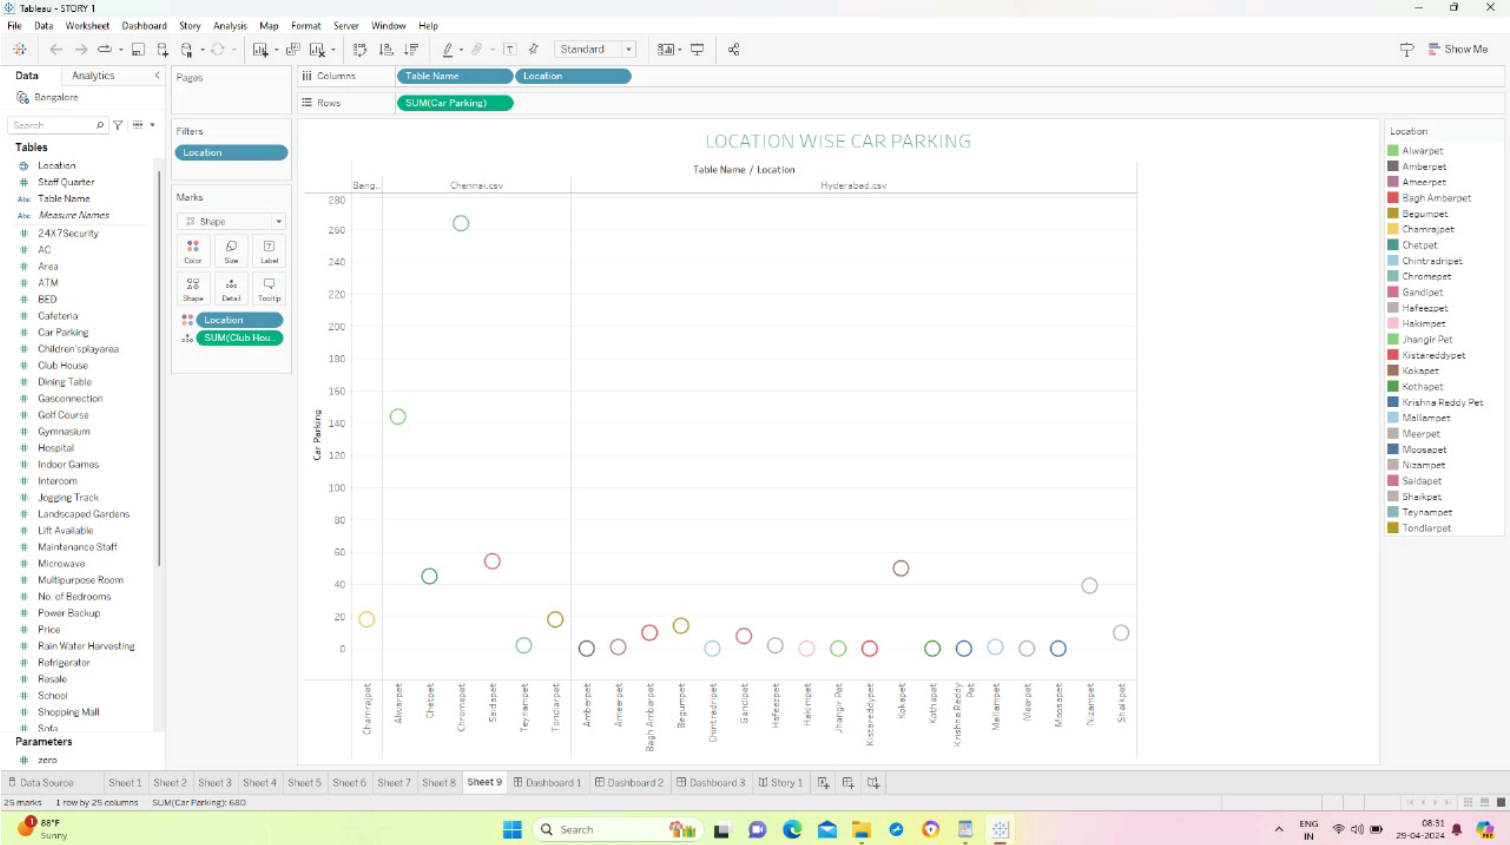 Tableau - STORY 1
File Data Worksheet Dashboard Story Analysis Map Format Server Window Help
Standard
Show Me
Data Analytics
Bangalore
Search
Tables
Location
Staff Quarter
Abc Table Name
Abc Measure Names
24X7Security
AC
Area
ATM
BED
Cafeteria
Car Parking
Children'splayarea
Club House
Dining Table
Gasconnection
Golf Course
Gymnasium
Hospital
Indoor Games
Intercom
Jogging Track
Landscaped Gardens
Lift Available
Maintenance Staff
Microwave
Multipurpose Room
No. of Bedrooms
Power Backup
Price
Rain Water Harvesting
Refrigerator
Resale
School
Shopping Mall
Sofa
Parameters
zero
Pages
Filters
Location
Marks
Shape
Color Size Label
Shape Detail Tooltip
Location
SUM(Club Hou..
Columns Table Name Location
Rows SUM(Car Parking)
LOCATION WISE CAR PARKING
Table Name / Location
Bang.. Chennai.csv Hyderabad.csv
280
260
240
220
200
180
160
140
120
100
80
60
40
20
0
Car Parking
Chamrajpet
Alwarpet
Chetpet
Chromepet
Saidapet
Teynampet
Tondiarpet
Amberpet
Ameerpet
Bagh Amberpet
Begumpet
Chintradripet
Gandipet
Hafeezpet
Hakimpet
Jhangir Pet
Kistareddypet
Kokapet
Kothapet
Krishna Reddy
Pet
Mallampet
Meerpet
Moosapet
Nizampet
Shaikpet
Location
Alwarpet
Amberpet
Ameerpet
Bagh Amberpet
Begumpet
Chamrajpet
Chetpet
Chintradripet
Chromepet
Gandipet
Hafeezpet
Hakimpet
Jhangir Pet
Kistareddypet
Kokapet
Kothapet
Krishna Reddy Pet
Mallampet
Meerpet
Moosapet
Nizampet
Saidapet
Shaikpet
Teynampet
Tondiarpet
Data Source Sheet 1 Sheet 2 Sheet 3 Sheet 4 Sheet 5 Sheet 6 Sheet 7 Sheet 8 Sheet 9 Dashboard 1 Dashboard 2 Dashboard 3 Story 1
25 marks 1 row by 25 columns SUM(Car Parking): 680
1
88°F
Sunny
Search
ENG
IN
08:31
29-04-2024